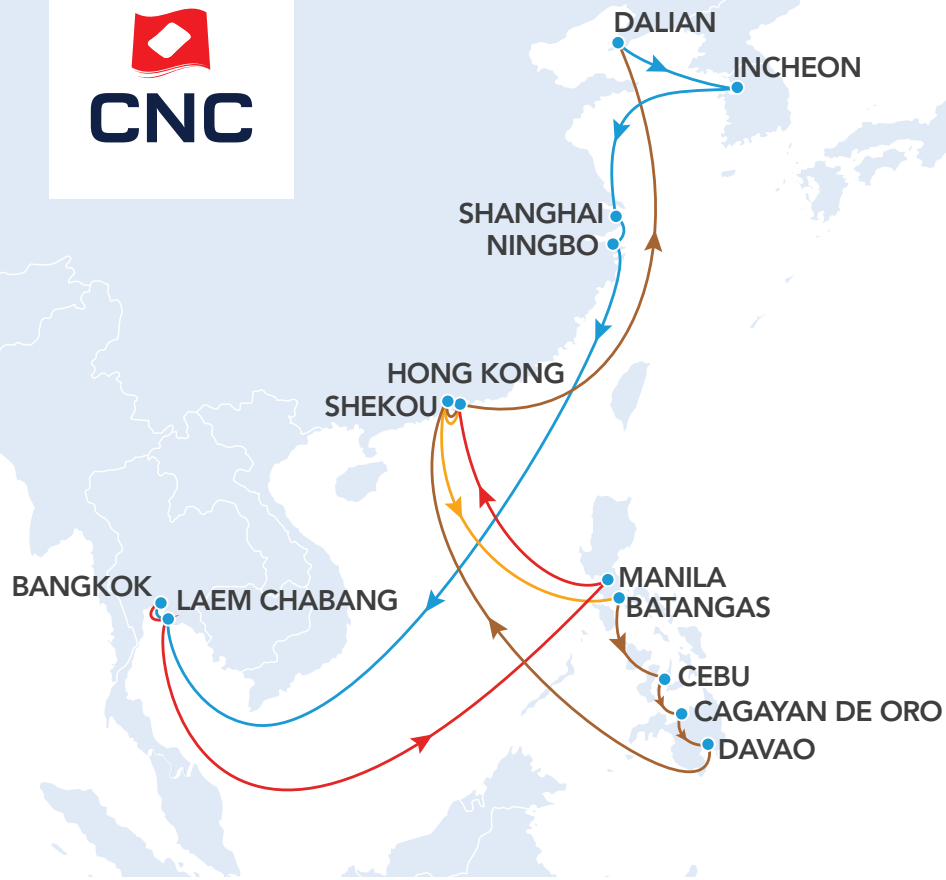 CNC
DALIAN
INCHEON
SHANGHAI
NINGBO
HONG KONG
SHEKOU
BANGKOK
LAEM CHABANG
MANILA
BATANGAS
CEBU
CAGAYAN DE ORO
DAVAO